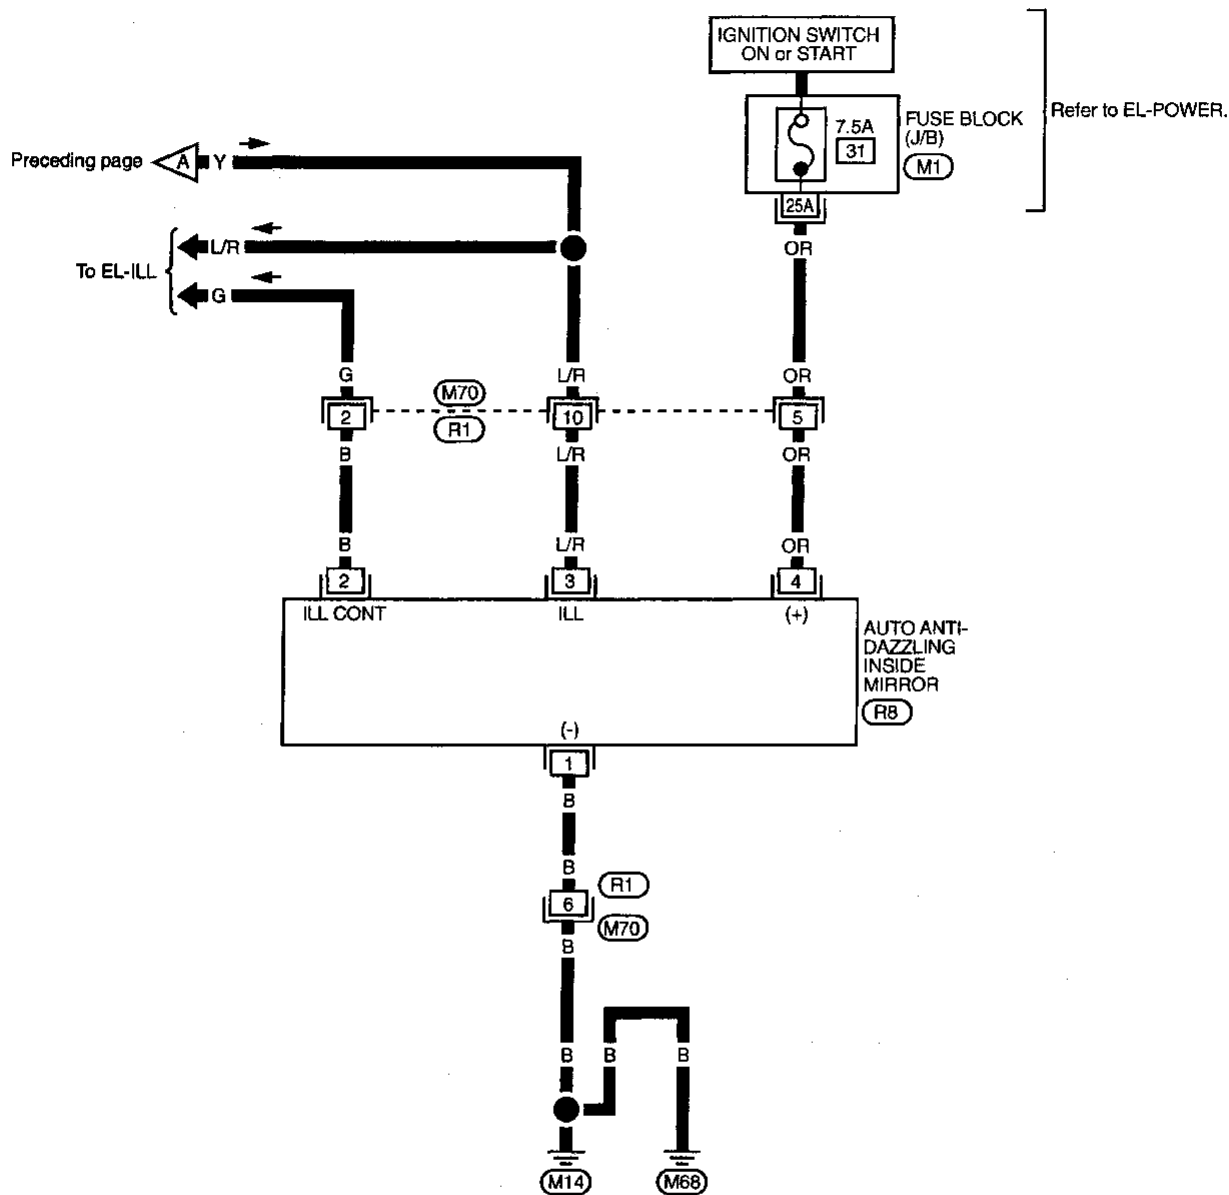 IGNITION SWITCH
ON or START
Refer to EL-POWER.
7.5A
31
FUSE BLOCK
(J/B)
M1
25A
Preceding page
A
Y
OR
To EL-ILL
L/R
G
G
L/R
OR
M70
2
10
5
R1
B
L/R
OR
B
L/R
OR
2
3
4
ILL CONT
ILL
(+)
AUTO ANTI-
DAZZLING
INSIDE
MIRROR
R8
(-)
1
B
B
R1
6
M70
B
B
B
B
M14
M68